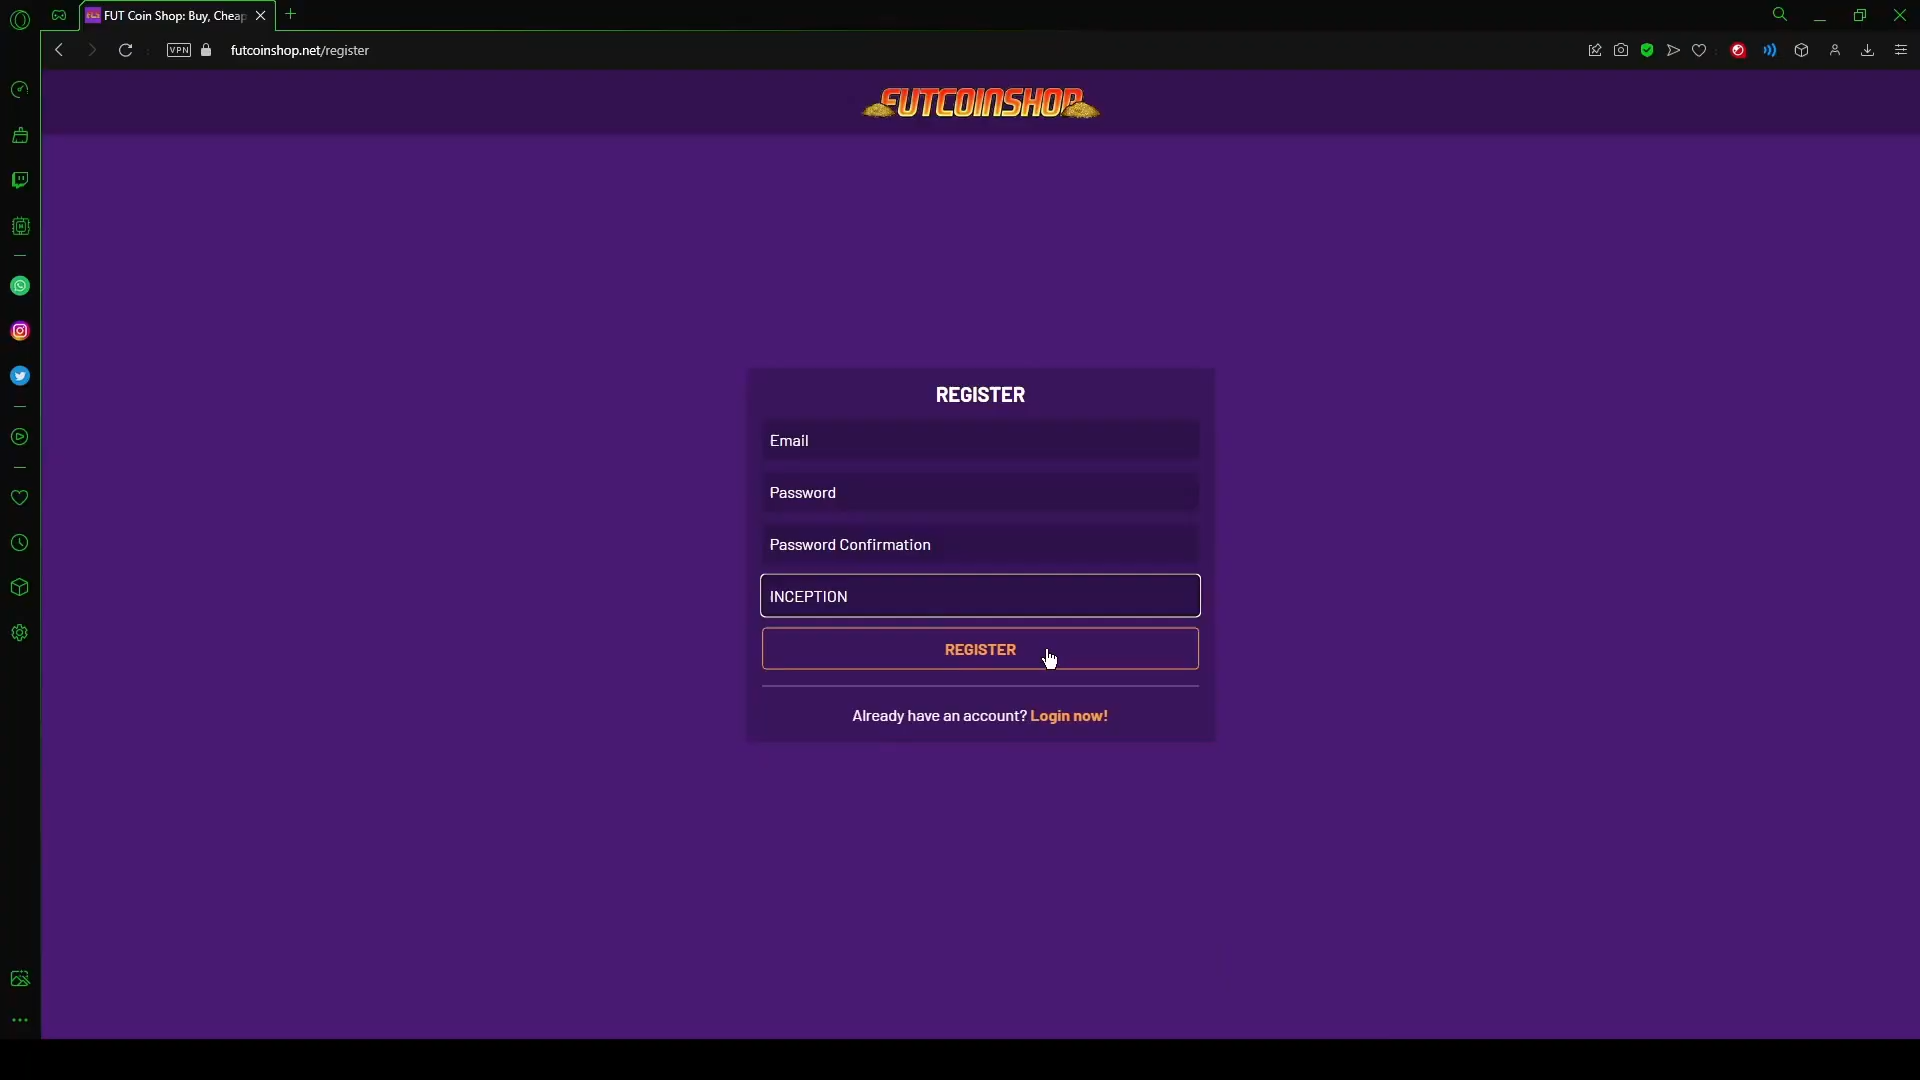 FUT Coin Shop: Buy, Cheap
VPN
futcoinshop.net/register
FUTCOINSHOP
REGISTER
Email
Password
Password Confirmation
INCEPTION
REGISTER
Already have an account? Login now!